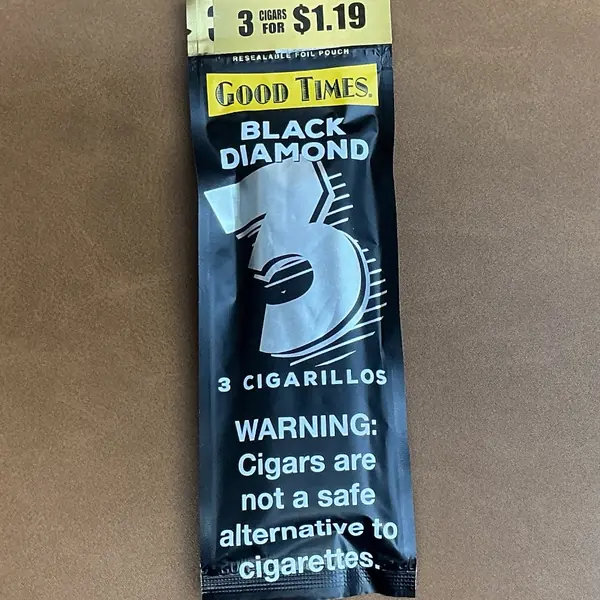 3 CIGARS FOR $1.19
RESEALABLE FOIL POUCH
GOOD TIMES.
BLACK
DIAMOND
3
3 CIGARILLOS
WARNING:
Cigars are
not a safe
alternative to
cigarettes.